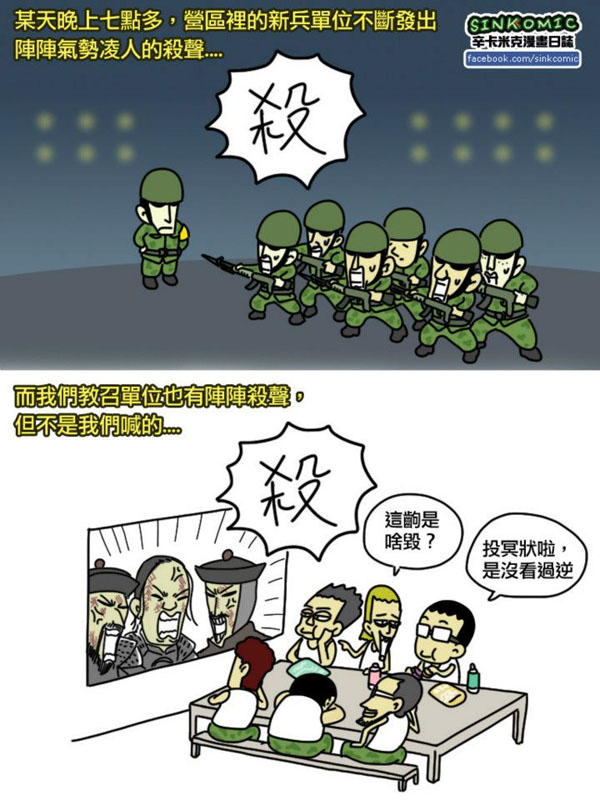 某天晚上七點多，營區裡的新兵單位不斷發出
陣陣氣勢凌人的殺聲....
SINKOMIC
辛卡米克漫畫日誌
facebook.com/sinkcomic
殺
而我們教召單位也有陣陣殺聲，
但不是我們喊的....
殺
這齣是
啥毀？
投冥狀啦，
是沒看過逆